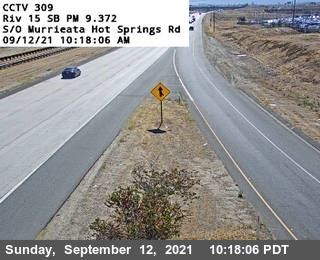 CCTV 309
Riv 15 SB PM 9.372
S/O Murrieata Hot Springs Rd
09/12/21 10:18:06 AM
Sunday, September 12, 2021 10:18:06 PDT